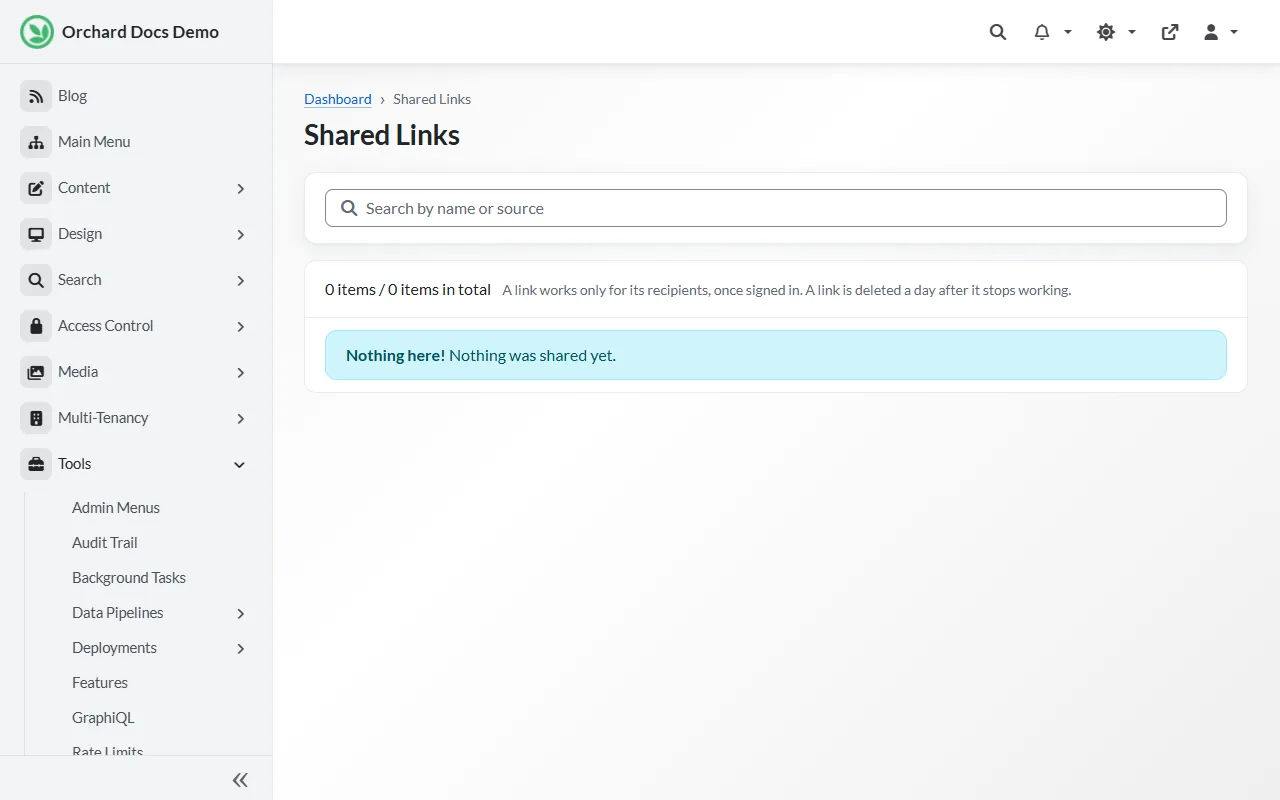 Orchard Docs Demo
Blog
Main Menu
Content
Design
Search
Access Control
Media
Multi-Tenancy
Tools
Admin Menus
Audit Trail
Background Tasks
Data Pipelines
Deployments
Features
GraphiQL
Rate Limits
Dashboard › Shared Links
Shared Links
Search by name or source
0 items / 0 items in total A link works only for its recipients, once signed in. A link is deleted a day after it stops working.
Nothing here! Nothing was shared yet.